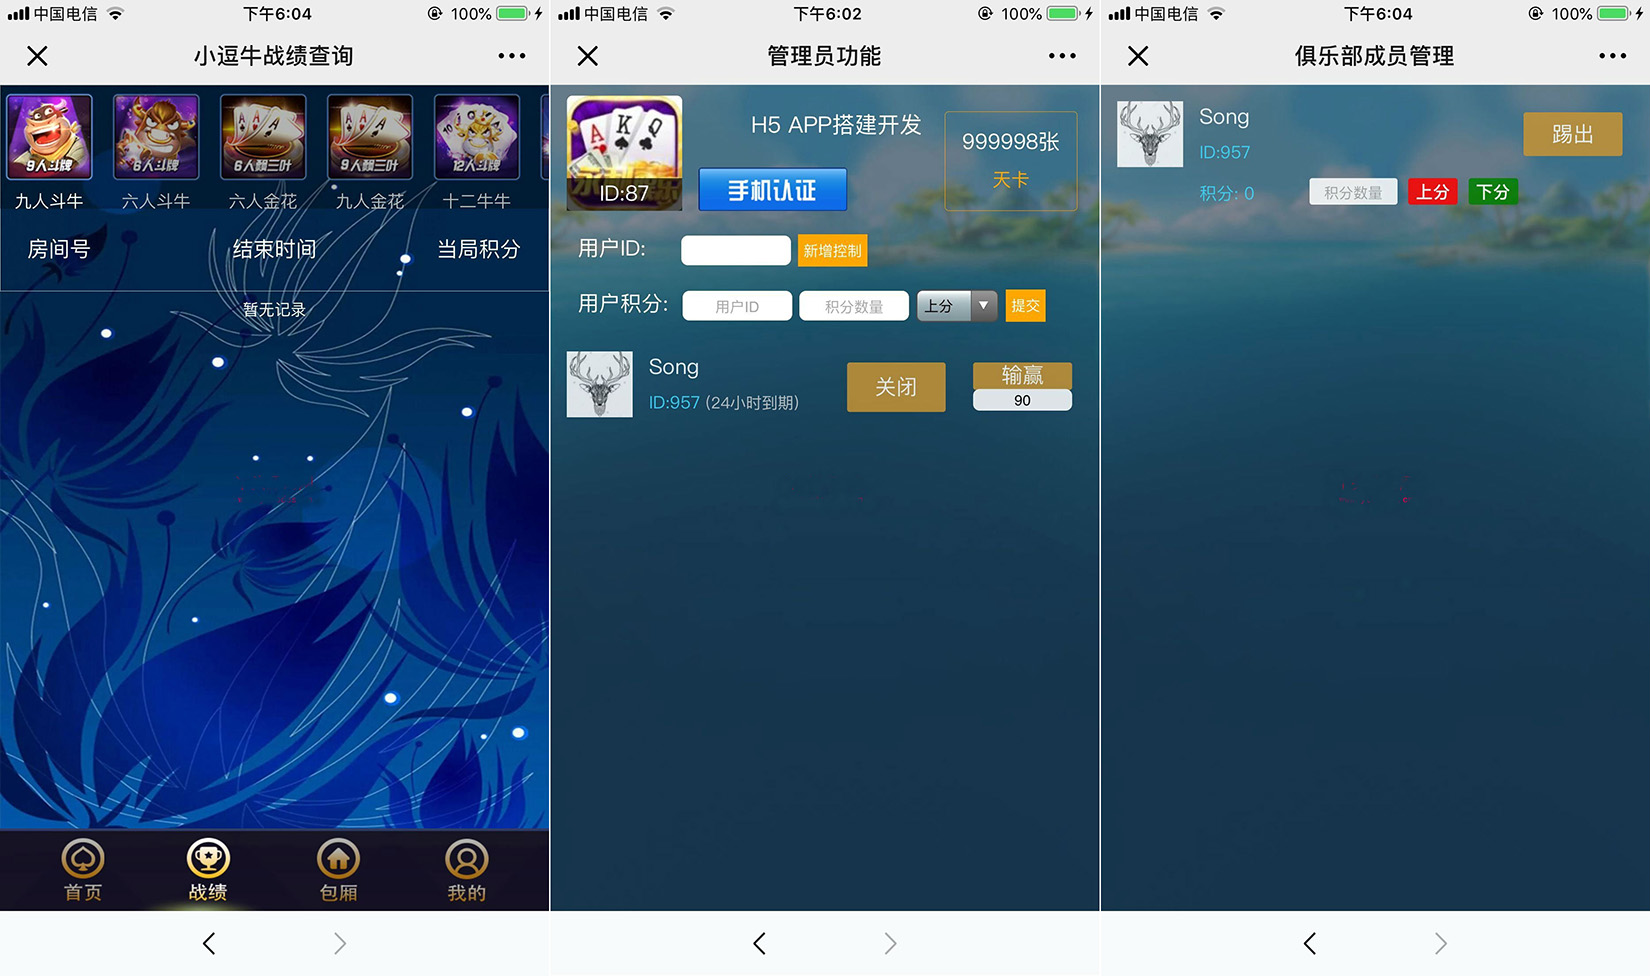 中国电信 下午6:04 100%
小逗牛战绩查询
9人斗牌 6人斗牌 6人飘三叶 9人飘三叶 12人斗牌
九人斗牛 六人斗牛 六人金花 九人金花 十二牛牛
房间号 结束时间 当局积分
暂无记录
首页 战绩 包厢 我的
中国电信 下午6:02 100%
管理员功能
A K Q
H5 APP搭建开发
999998张
天卡
ID:87
手机认证
用户ID: 新增控制
用户积分: 用户ID 积分数量 上分 提交
Song
ID:957 (24小时到期)
关闭
输赢
90
中国电信 下午6:04 100%
俱乐部成员管理
Song
ID:957
踢出
积分: 0 积分数量 上分 下分